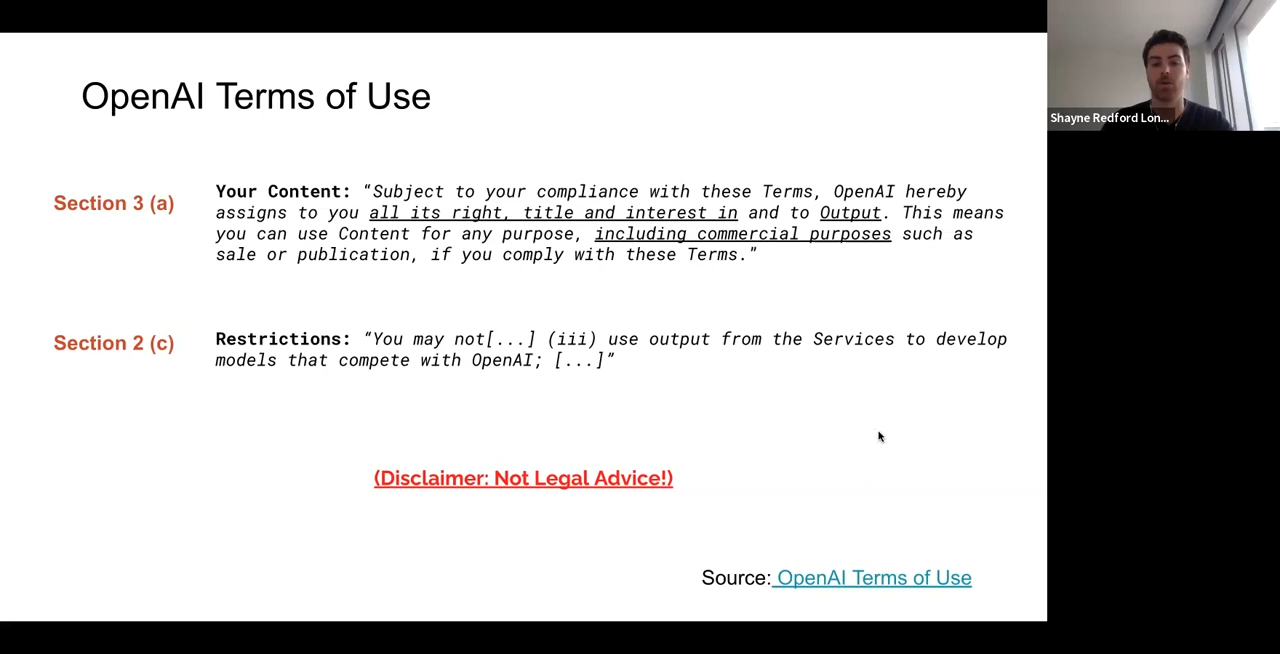 OpenAI Terms of Use
Shayne Redford Lon...
Section 3 (a)
Your Content: “Subject to your compliance with these Terms, OpenAI hereby
assigns to you all its right, title and interest in and to Output. This means
you can use Content for any purpose, including commercial purposes such as
sale or publication, if you comply with these Terms.”
Section 2 (c)
Restrictions: “You may not[...] (iii) use output from the Services to develop
models that compete with OpenAI; [...]”
(Disclaimer: Not Legal Advice!)
Source: OpenAI Terms of Use